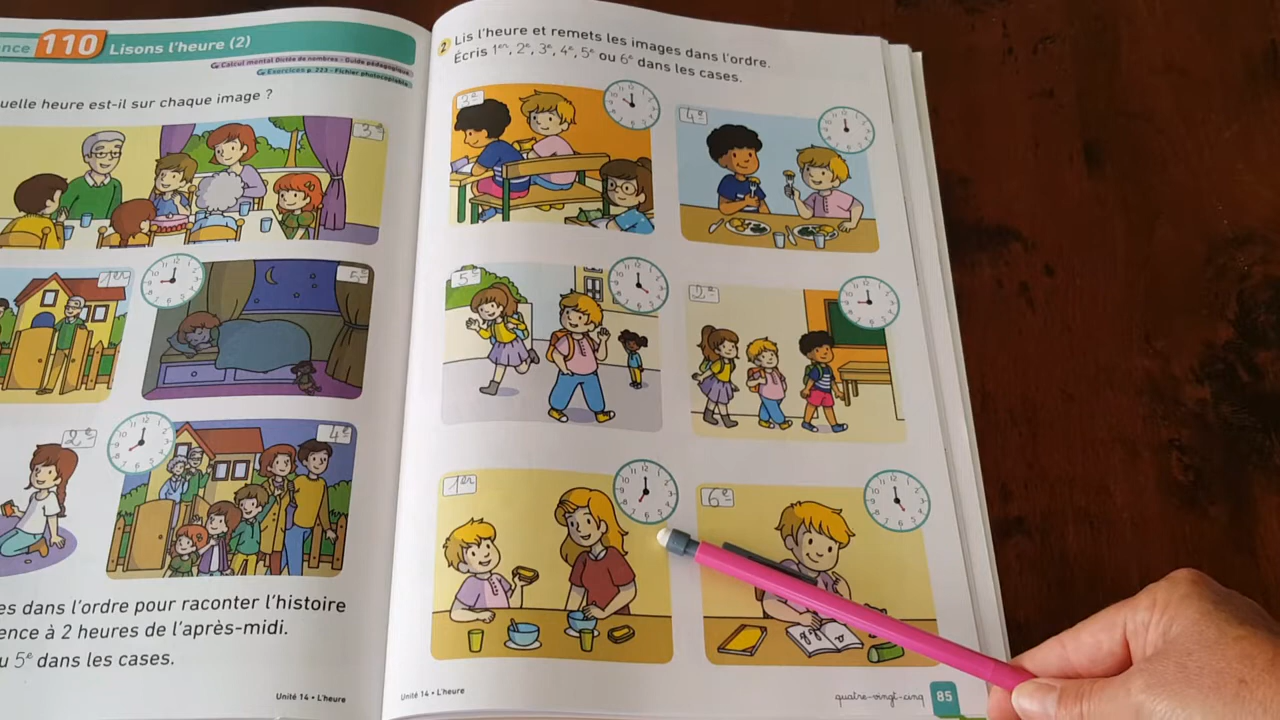 ence 110 Lisons l'heure (2)
Calcul mental Dictée de nombres - Guide pédagogique
Exercices p. 223 - Fichier photocopiable
uelle heure est-il sur chaque image ?
3e
1er
5e
2e
4e
es dans l'ordre pour raconter l'histoire
ence à 2 heures de l'après-midi.
u 5e dans les cases.
Unité 14 • L'heure
2 Lis l'heure et remets les images dans l'ordre.
Écris 1er, 2e, 3e, 4e, 5e ou 6e dans les cases.
3e
4e
5e
2e
1er
6e
Unité 14 • L'heure
quatre-vingt-cinq 85